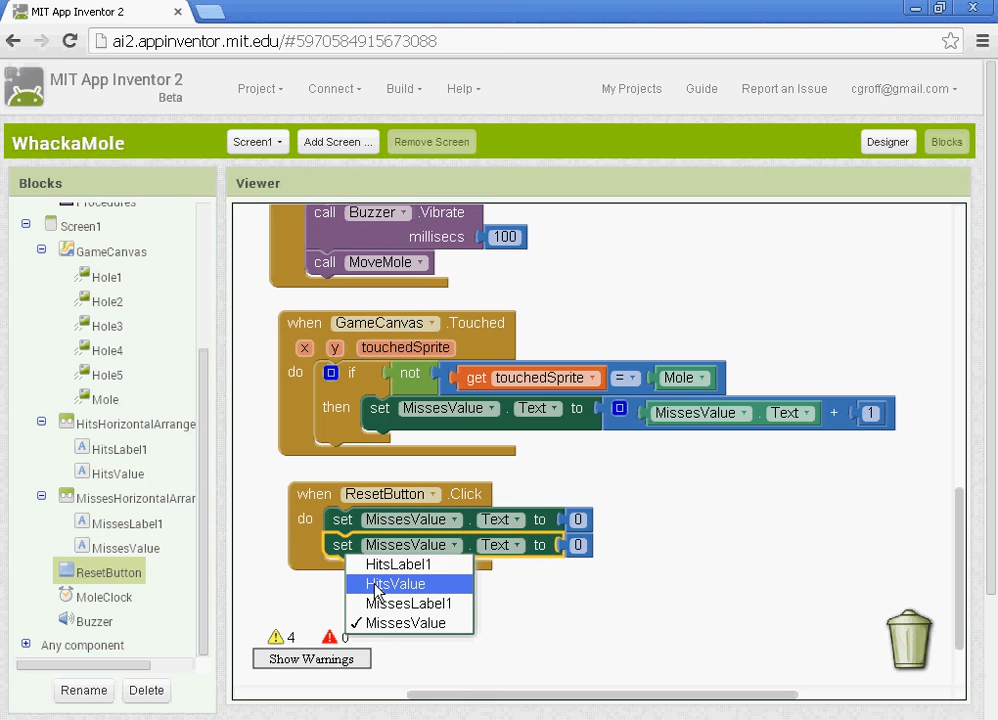 MIT App Inventor 2
ai2.appinventor.mit.edu/#5970584915673088
MIT App Inventor 2
Beta
Project Connect Build Help My Projects Guide Report an Issue cgroff@gmail.com
WhackaMole Screen1 Add Screen ... Remove Screen Designer Blocks
Blocks
Viewer
Procedures
Screen1
GameCanvas
Hole1
Hole2
Hole3
Hole4
Hole5
Mole
HitsHorizontalArrange
A HitsLabel1
A HitsValue
MissesHorizontalArrar
A MissesLabel1
A MissesValue
ResetButton
MoleClock
Buzzer
Any component
Rename Delete
call Buzzer .Vibrate
millisecs 100
call MoveMole
when GameCanvas .Touched
x y touchedSprite
do if not get touchedSprite = Mole
then set MissesValue . Text to MissesValue . Text + 1
when ResetButton .Click
do set MissesValue . Text to 0
set MissesValue . Text to 0
HitsLabel1
HitsValue
MissesLabel1
✓ MissesValue
4 0
Show Warnings